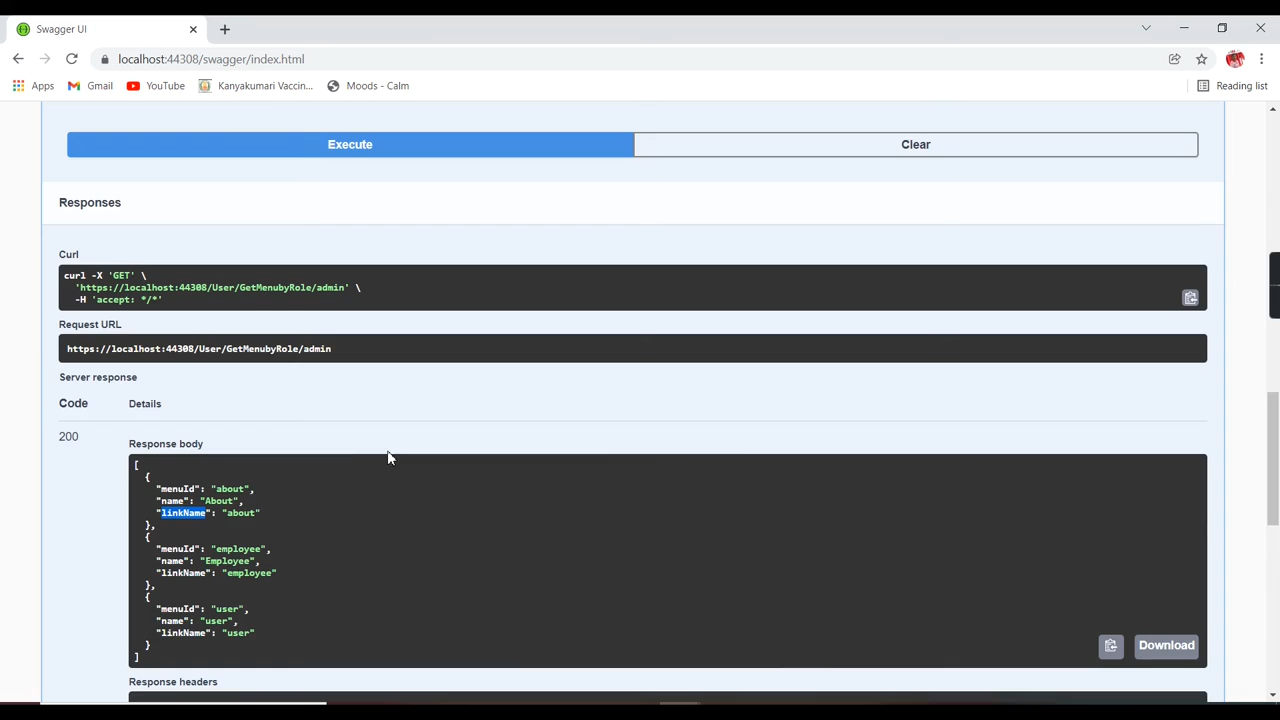 Swagger UI
localhost:44308/swagger/index.html
Apps Gmail YouTube Kanyakumari Vaccin... Moods - Calm Reading list
Execute Clear
Responses
Curl
curl -X 'GET' \
'https://localhost:44308/User/GetMenubyRole/admin' \
-H 'accept: */*'
Request URL
https://localhost:44308/User/GetMenubyRole/admin
Server response
Code Details
200
Response body
[
{
"menuId": "about",
"name": "About",
"linkName": "about"
},
{
"menuId": "employee",
"name": "Employee",
"linkName": "employee"
},
{
"menuId": "user",
"name": "user",
"linkName": "user"
}
]
Download
Response headers